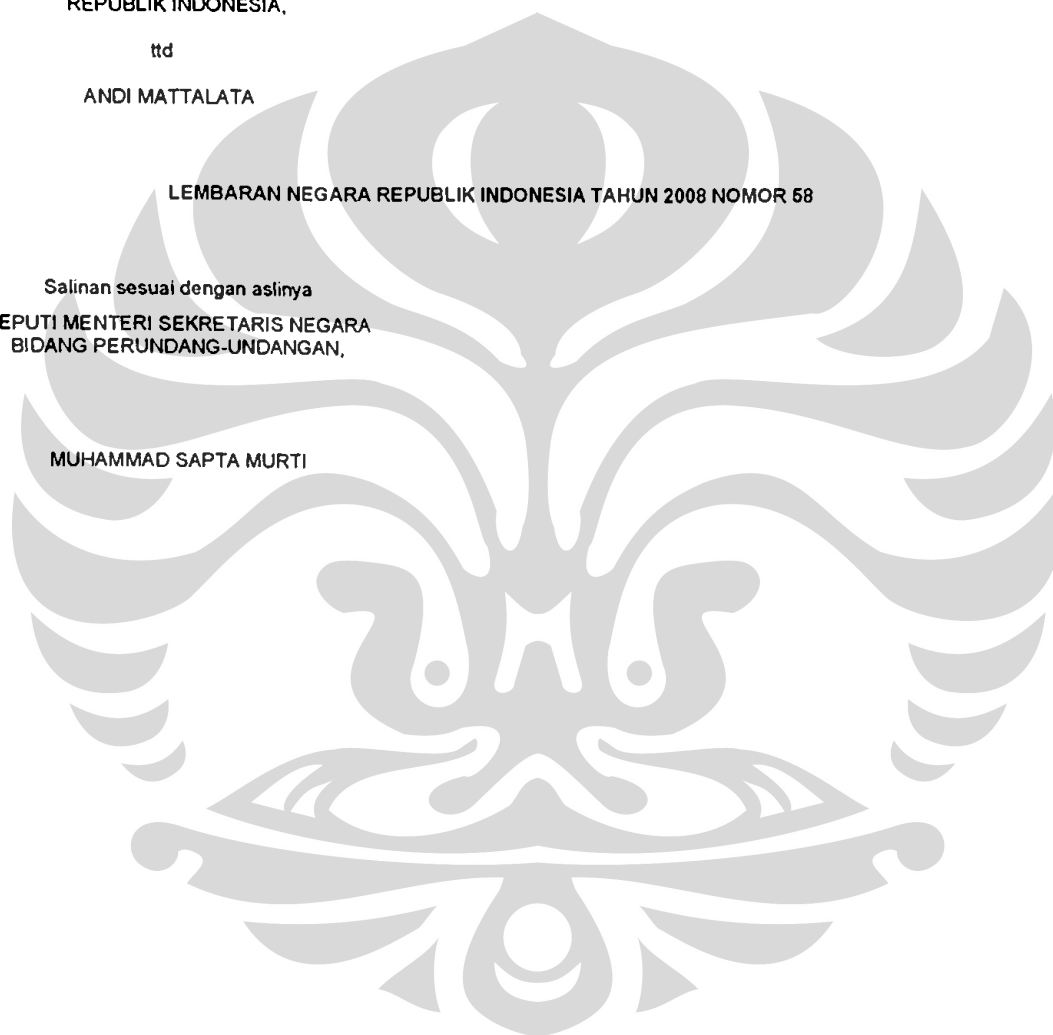 REPUBLIK INDONESIA,
ttd
ANDI MATTALATA
LEMBARAN NEGARA REPUBLIK INDONESIA TAHUN 2008 NOMOR 58
Salinan sesuai dengan aslinya
EPUTI MENTERI SEKRETARIS NEGARA
BIDANG PERUNDANG-UNDANGAN,
MUHAMMAD SAPTA MURTI